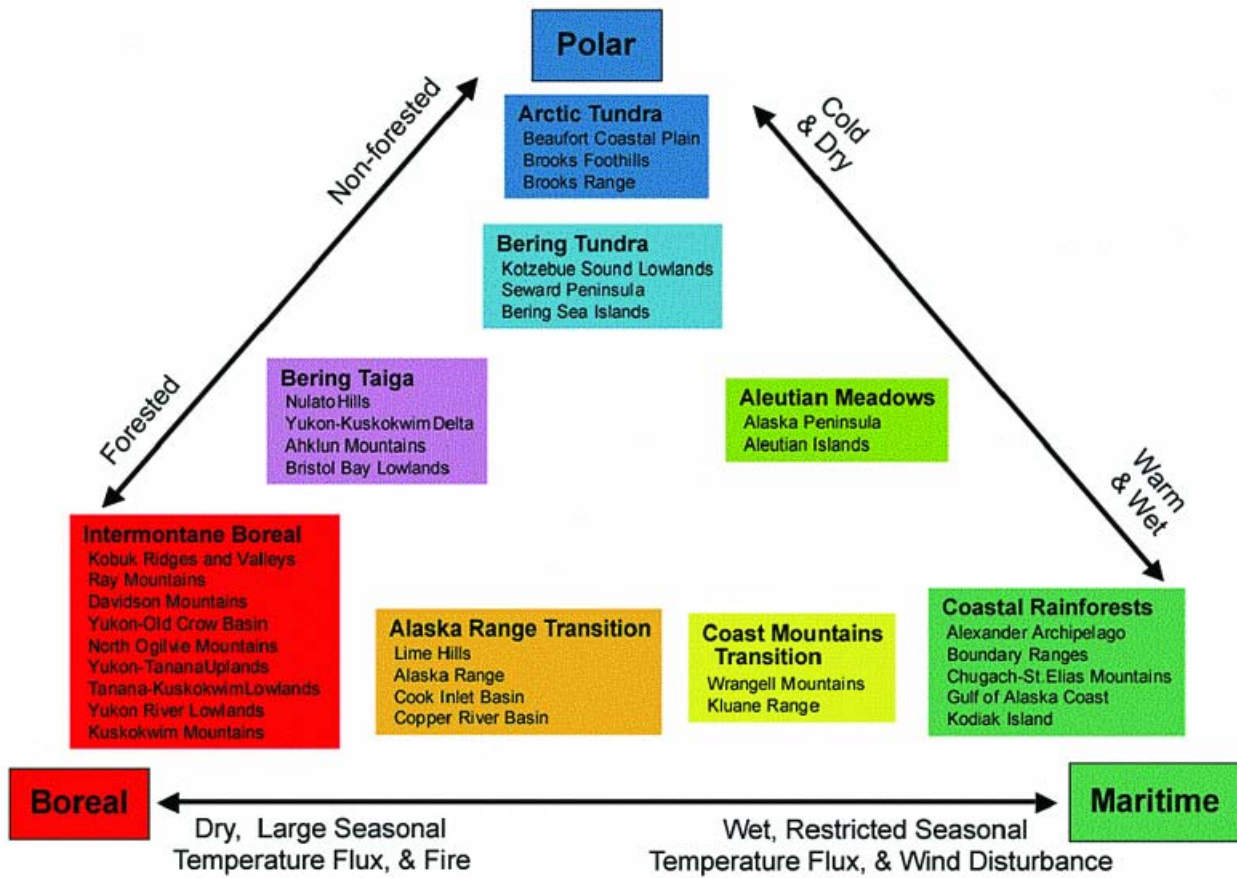 Polar
Arctic Tundra
Beaufort Coastal Plain
Brooks Foothills
Brooks Range
Non-forested
Cold
& Dry
Bering Tundra
Kotzebue Sound Lowlands
Seward Peninsula
Bering Sea Islands
Forested
Bering Taiga
Nulato Hills
Yukon-Kuskokwim Delta
Ahklun Mountains
Bristol Bay Lowlands
Aleutian Meadows
Alaska Peninsula
Aleutian Islands
Warm
& Wet
Intermontane Boreal
Kobuk Ridges and Valleys
Ray Mountains
Davidson Mountains
Yukon-Old Crow Basin
North Ogilvie Mountains
Yukon-TananaUplands
Tanana-KuskokwimLowlands
Yukon River Lowlands
Kuskokwim Mountains
Alaska Range Transition
Lime Hills
Alaska Range
Cook Inlet Basin
Copper River Basin
Coast Mountains
Transition
Wrangell Mountains
Kluane Range
Coastal Rainforests
Alexander Archipelago
Boundary Ranges
Chugach-St.Elias Mountains
Gulf of Alaska Coast
Kodiak Island
Boreal
Maritime
Dry, Large Seasonal
Temperature Flux, & Fire
Wet, Restricted Seasonal
Temperature Flux, & Wind Disturbance